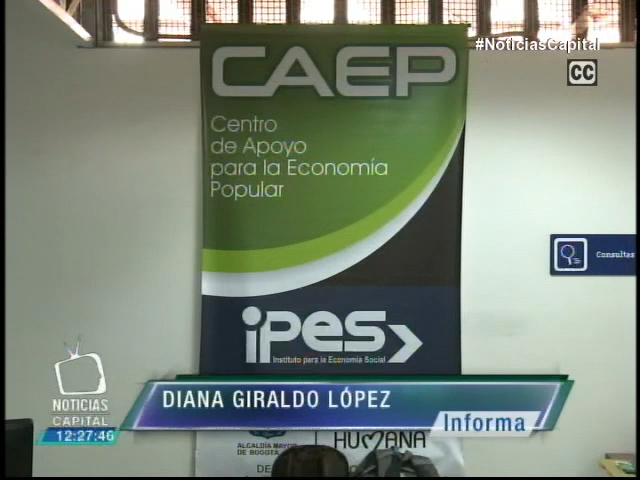 #NoticiasCapital
CC
CAEP
Centro
de Apoyo
para la Economía
Popular
Consultas
iPes
Instituto para la Economía Social
DIANA GIRALDO LÓPEZ
Informa
NOTICIAS
CAPITAL
12:27:46
ALCALDÍA MAYOR
DE BOGOTÁ
HUMANA
DE